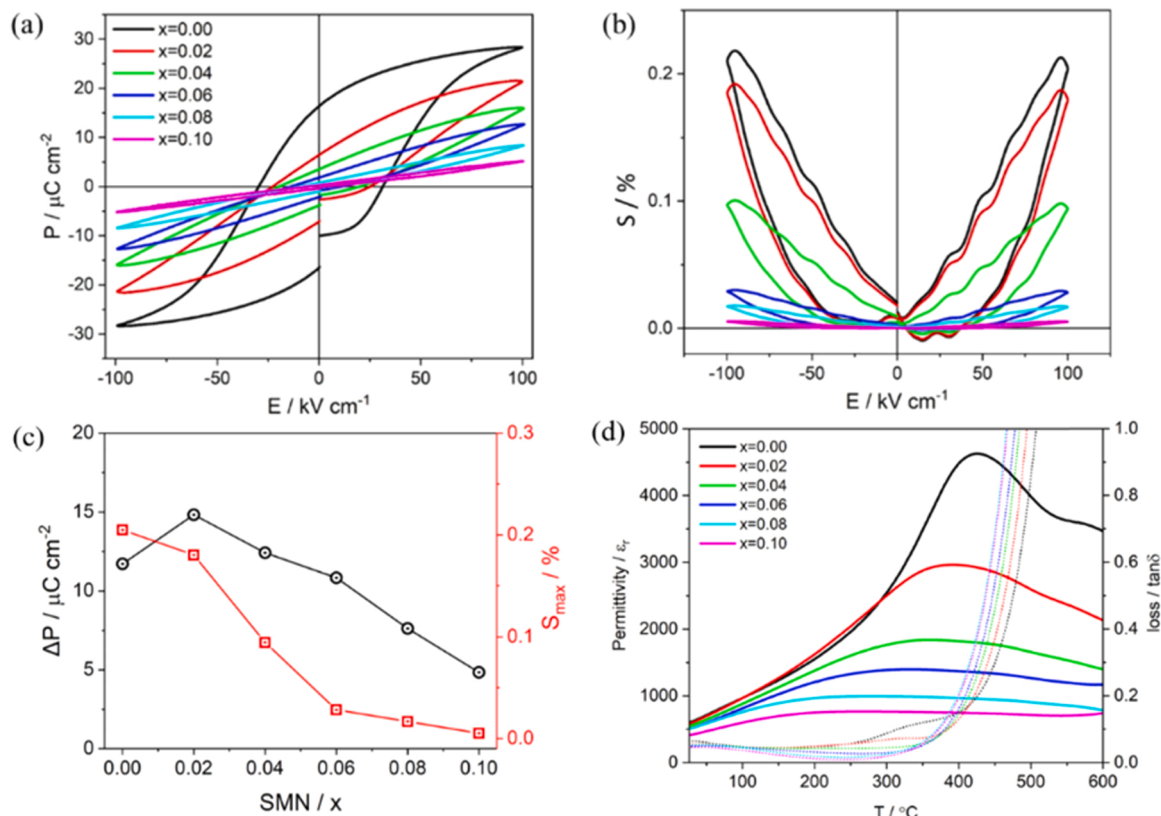 (a)
x=0.00
x=0.02
x=0.04
x=0.06
x=0.08
x=0.10
P / μC cm⁻²
30
20
10
0
-10
-20
-30
-100 -50 0 50 100
E / kV cm⁻¹
(b)
S / %
0.2
0.1
0.0
-100 -50 0 50 100
E / kV cm⁻¹
(c)
ΔP / μC cm⁻²
20
15
10
5
0
0.3
0.2
0.1
0.0
Smax / %
0.00 0.02 0.04 0.06 0.08 0.10
SMN / x
(d)
x=0.00
x=0.02
x=0.04
x=0.06
x=0.08
x=0.10
Permittivity / εr
5000
4000
3000
2000
1000
0
1.0
0.8
0.6
0.4
0.2
0.0
loss / tanδ
100 200 300 400 500 600
T / °C